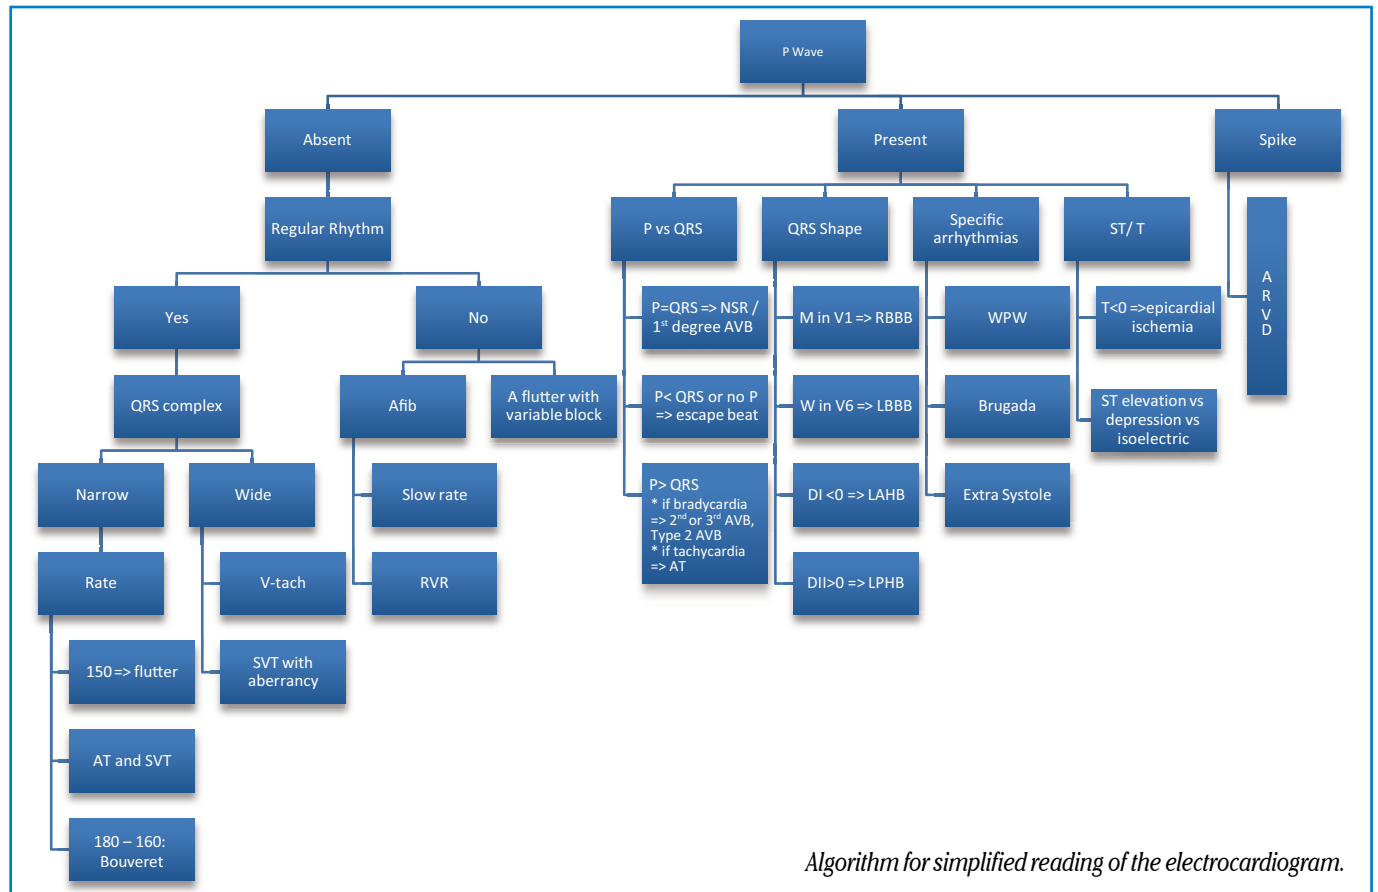 P Wave
Absent
Present
Spike
Regular Rhythm
P vs QRS
QRS Shape
Specific
arrhythmias
ST/ T
A
R
V
D
Yes
No
P=QRS => NSR /
1st degree AVB
M in V1 => RBBB
WPW
T<0 =>epicardial
ischemia
QRS complex
Afib
A flutter with
variable block
P< QRS or no P
=> escape beat
W in V6 => LBBB
Brugada
ST elevation vs
depression vs
isoelectric
Narrow
Wide
Slow rate
P> QRS
* if bradycardia
=> 2nd or 3rd AVB,
Type 2 AVB
* if tachycardia
=> AT
DI <0 => LAHB
Extra Systole
Rate
V-tach
RVR
DII>0 => LPHB
150 => flutter
SVT with
aberrancy
AT and SVT
180 – 160:
Bouveret
Algorithm for simplified reading of the electrocardiogram.